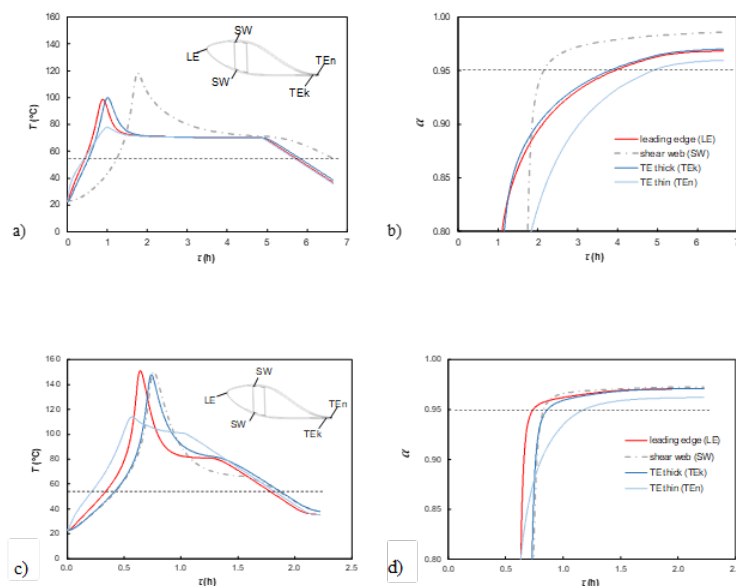 160
140
120
100
80
60
40
20
0
T (°C)
0
1
2
3
4
5
6
7
τ (h)
SW
LE
SW
TEn
TEk
a)
1.00
0.95
0.90
0.85
0.80
α
0
1
2
3
4
5
6
7
τ (h)
leading edge (LE)
shear web (SW)
TE thick (TEk)
TE thin (TEn)
b)
160
140
120
100
80
60
40
20
0
T (°C)
0.0
0.5
1.0
1.5
2.0
2.5
τ (h)
SW
LE
SW
TEn
TEk
c)
1.00
0.95
0.90
0.85
0.80
α
0.0
0.5
1.0
1.5
2.0
2.5
τ (h)
leading edge (LE)
shear web (SW)
TE thick (TEk)
TE thin (TEn)
d)